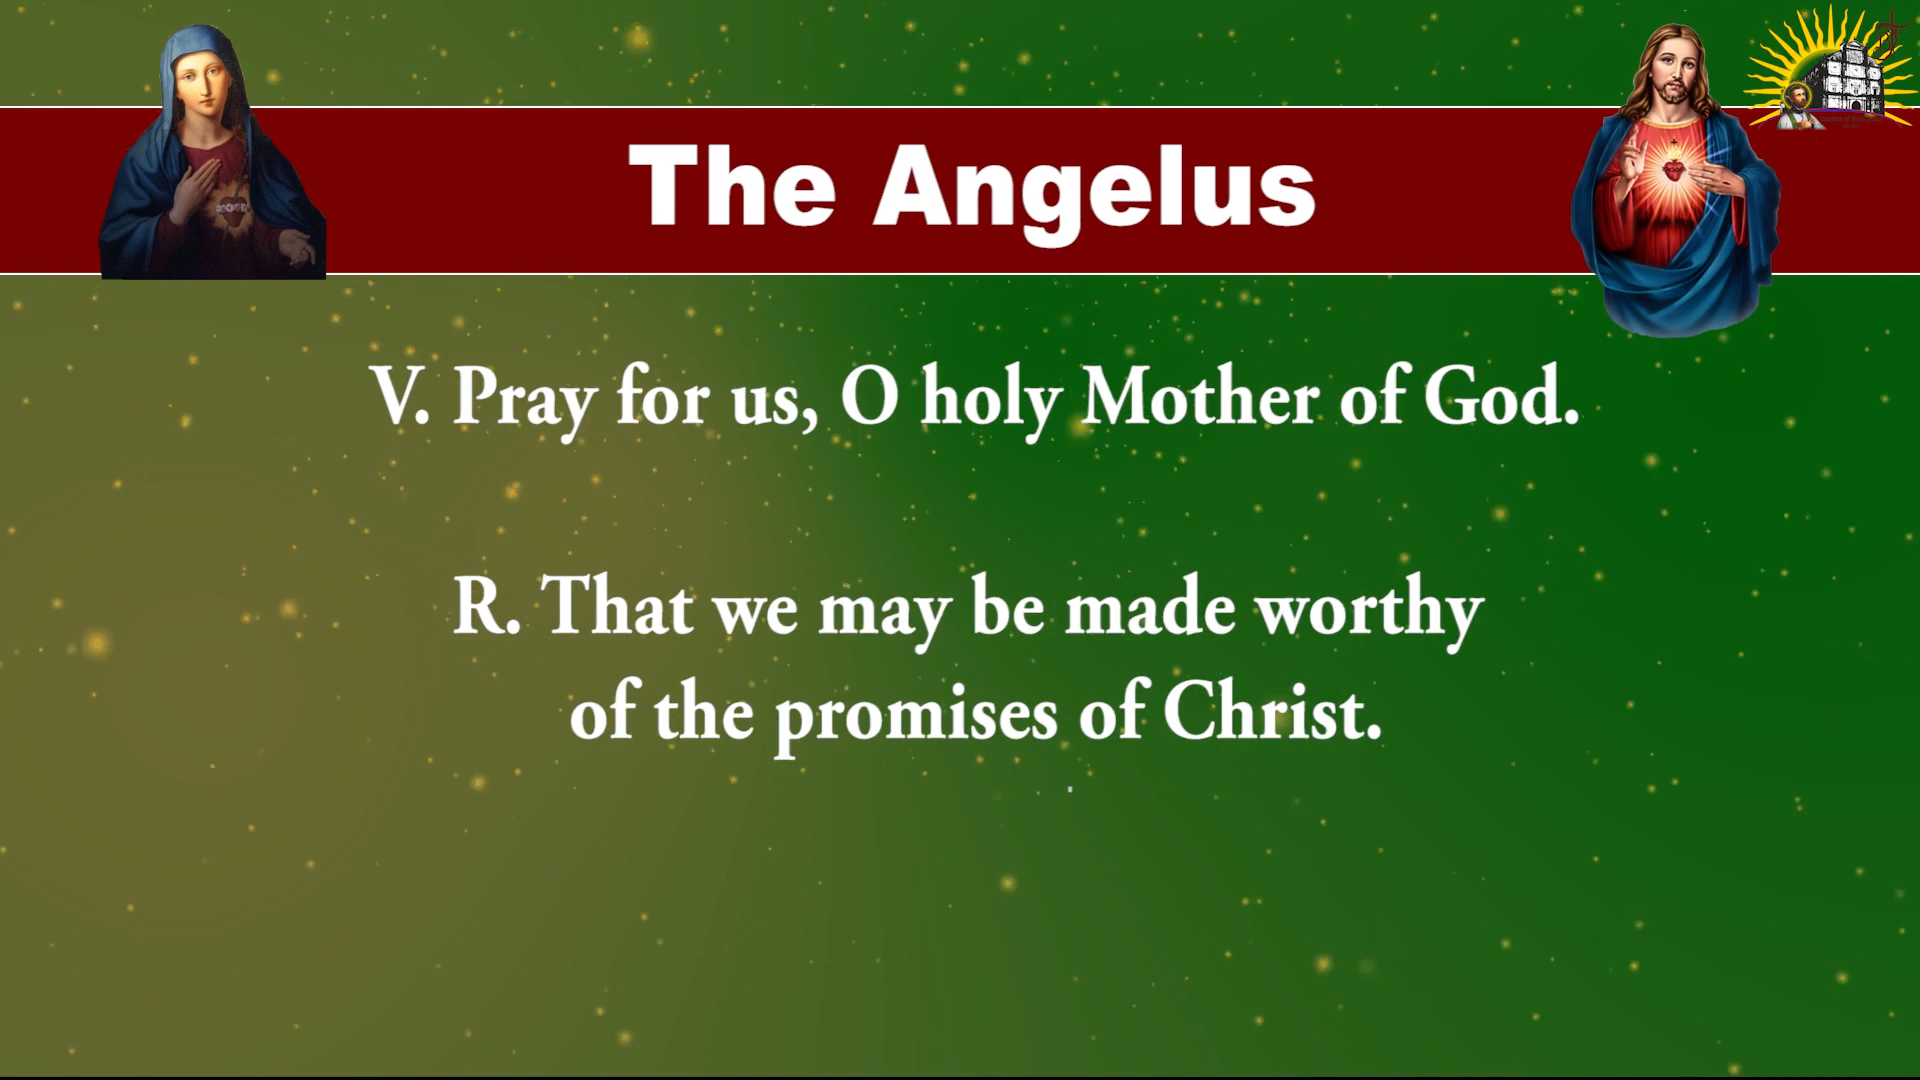 The Angelus
V. Pray for us, O holy Mother of God.
R. That we may be made worthy
of the promises of Christ.